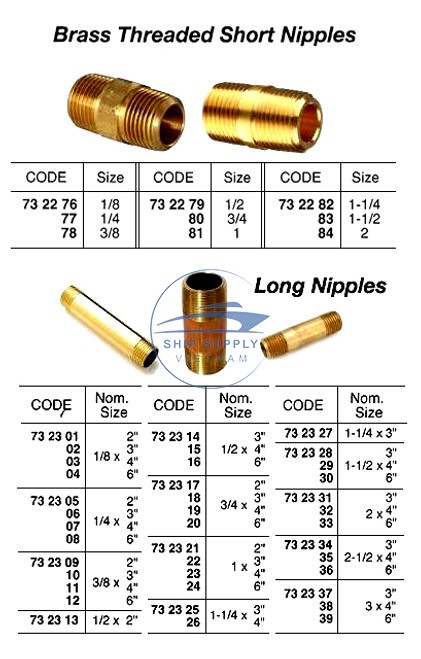 Brass Threaded Short Nipples
CODE Size CODE Size CODE Size
73 22 76 1/8 73 22 79 1/2 73 22 82 1-1/4
77 1/4 80 3/4 83 1-1/2
78 3/8 81 1 84 2
Long Nipples
SHIP SUPPLY
VIETNAM
CODE Nom. Size CODE Nom. Size CODE Nom. Size
73 23 01 1/8 x 2"
02 3"
03 4"
04 6"
73 23 05 1/4 x 2"
06 3"
07 4"
08 6"
73 23 09 3/8 x 2"
10 3"
11 4"
12 6"
73 23 13 1/2 x 2"
73 23 14 1/2 x 3"
15 4"
16 6"
73 23 17 3/4 x 2"
18 3"
19 4"
20 6"
73 23 21 1 x 2"
22 3"
23 4"
24 6"
73 23 25 1-1/4 x 3"
26 4"
73 23 27 1-1/4 x 3"
73 23 28 1-1/2 x 3"
29 4"
30 6"
73 23 31 2 x 3"
32 4"
33 6"
73 23 34 2-1/2 x 3"
35 4"
36 6"
73 23 37 3 x 3"
38 4"
39 6"